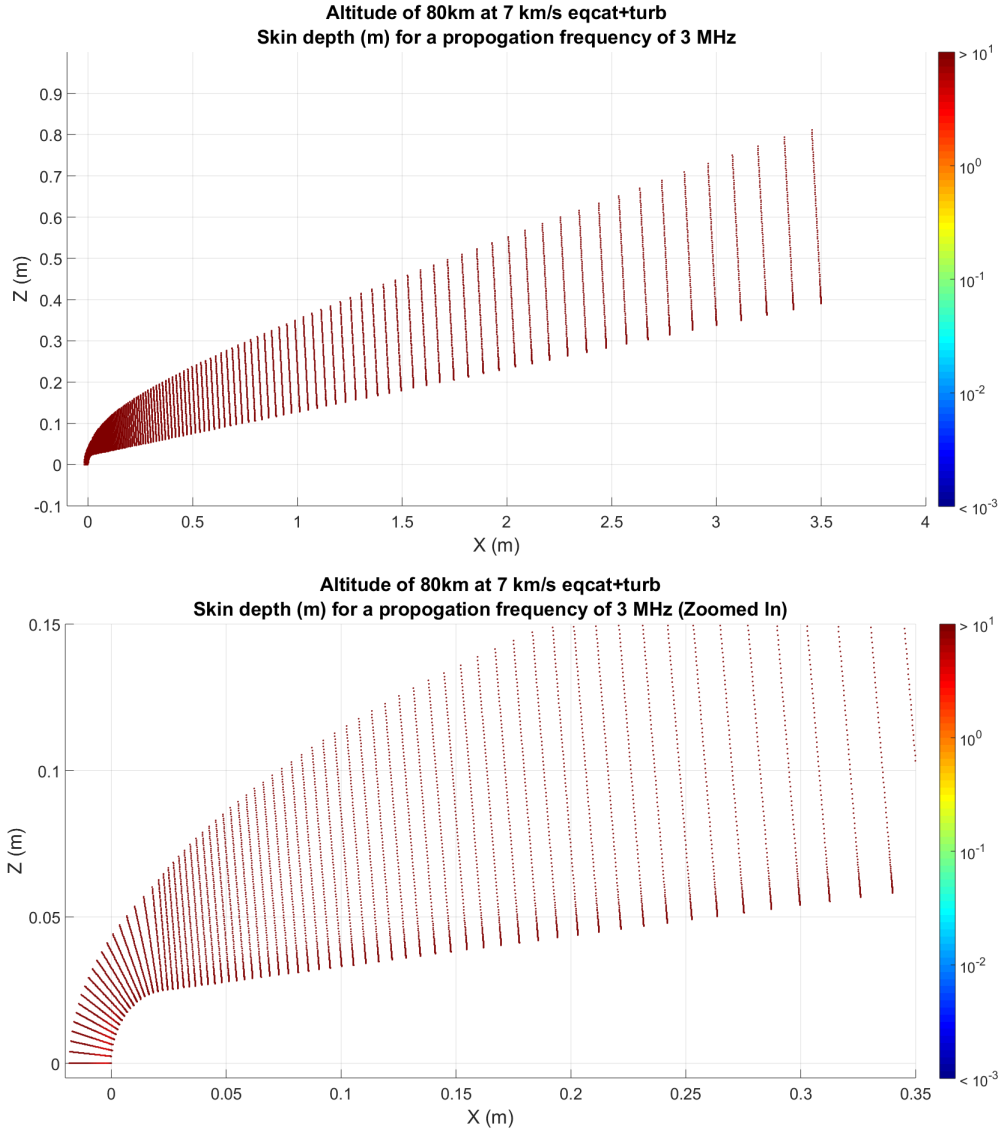 Altitude of 80km at 7 km/s eqcat+turb
Skin depth (m) for a propogation frequency of 3 MHz
> 10^1
10^0
10^-1
10^-2
< 10^-3
0.9
0.8
0.7
0.6
0.5
0.4
0.3
0.2
0.1
0
-0.1
Z (m)
0 0.5 1 1.5 2 2.5 3 3.5 4
X (m)
Altitude of 80km at 7 km/s eqcat+turb
Skin depth (m) for a propogation frequency of 3 MHz (Zoomed In)
> 10^1
10^0
10^-1
10^-2
< 10^-3
0.15
0.1
0.05
0
Z (m)
0 0.05 0.1 0.15 0.2 0.25 0.3 0.35
X (m)